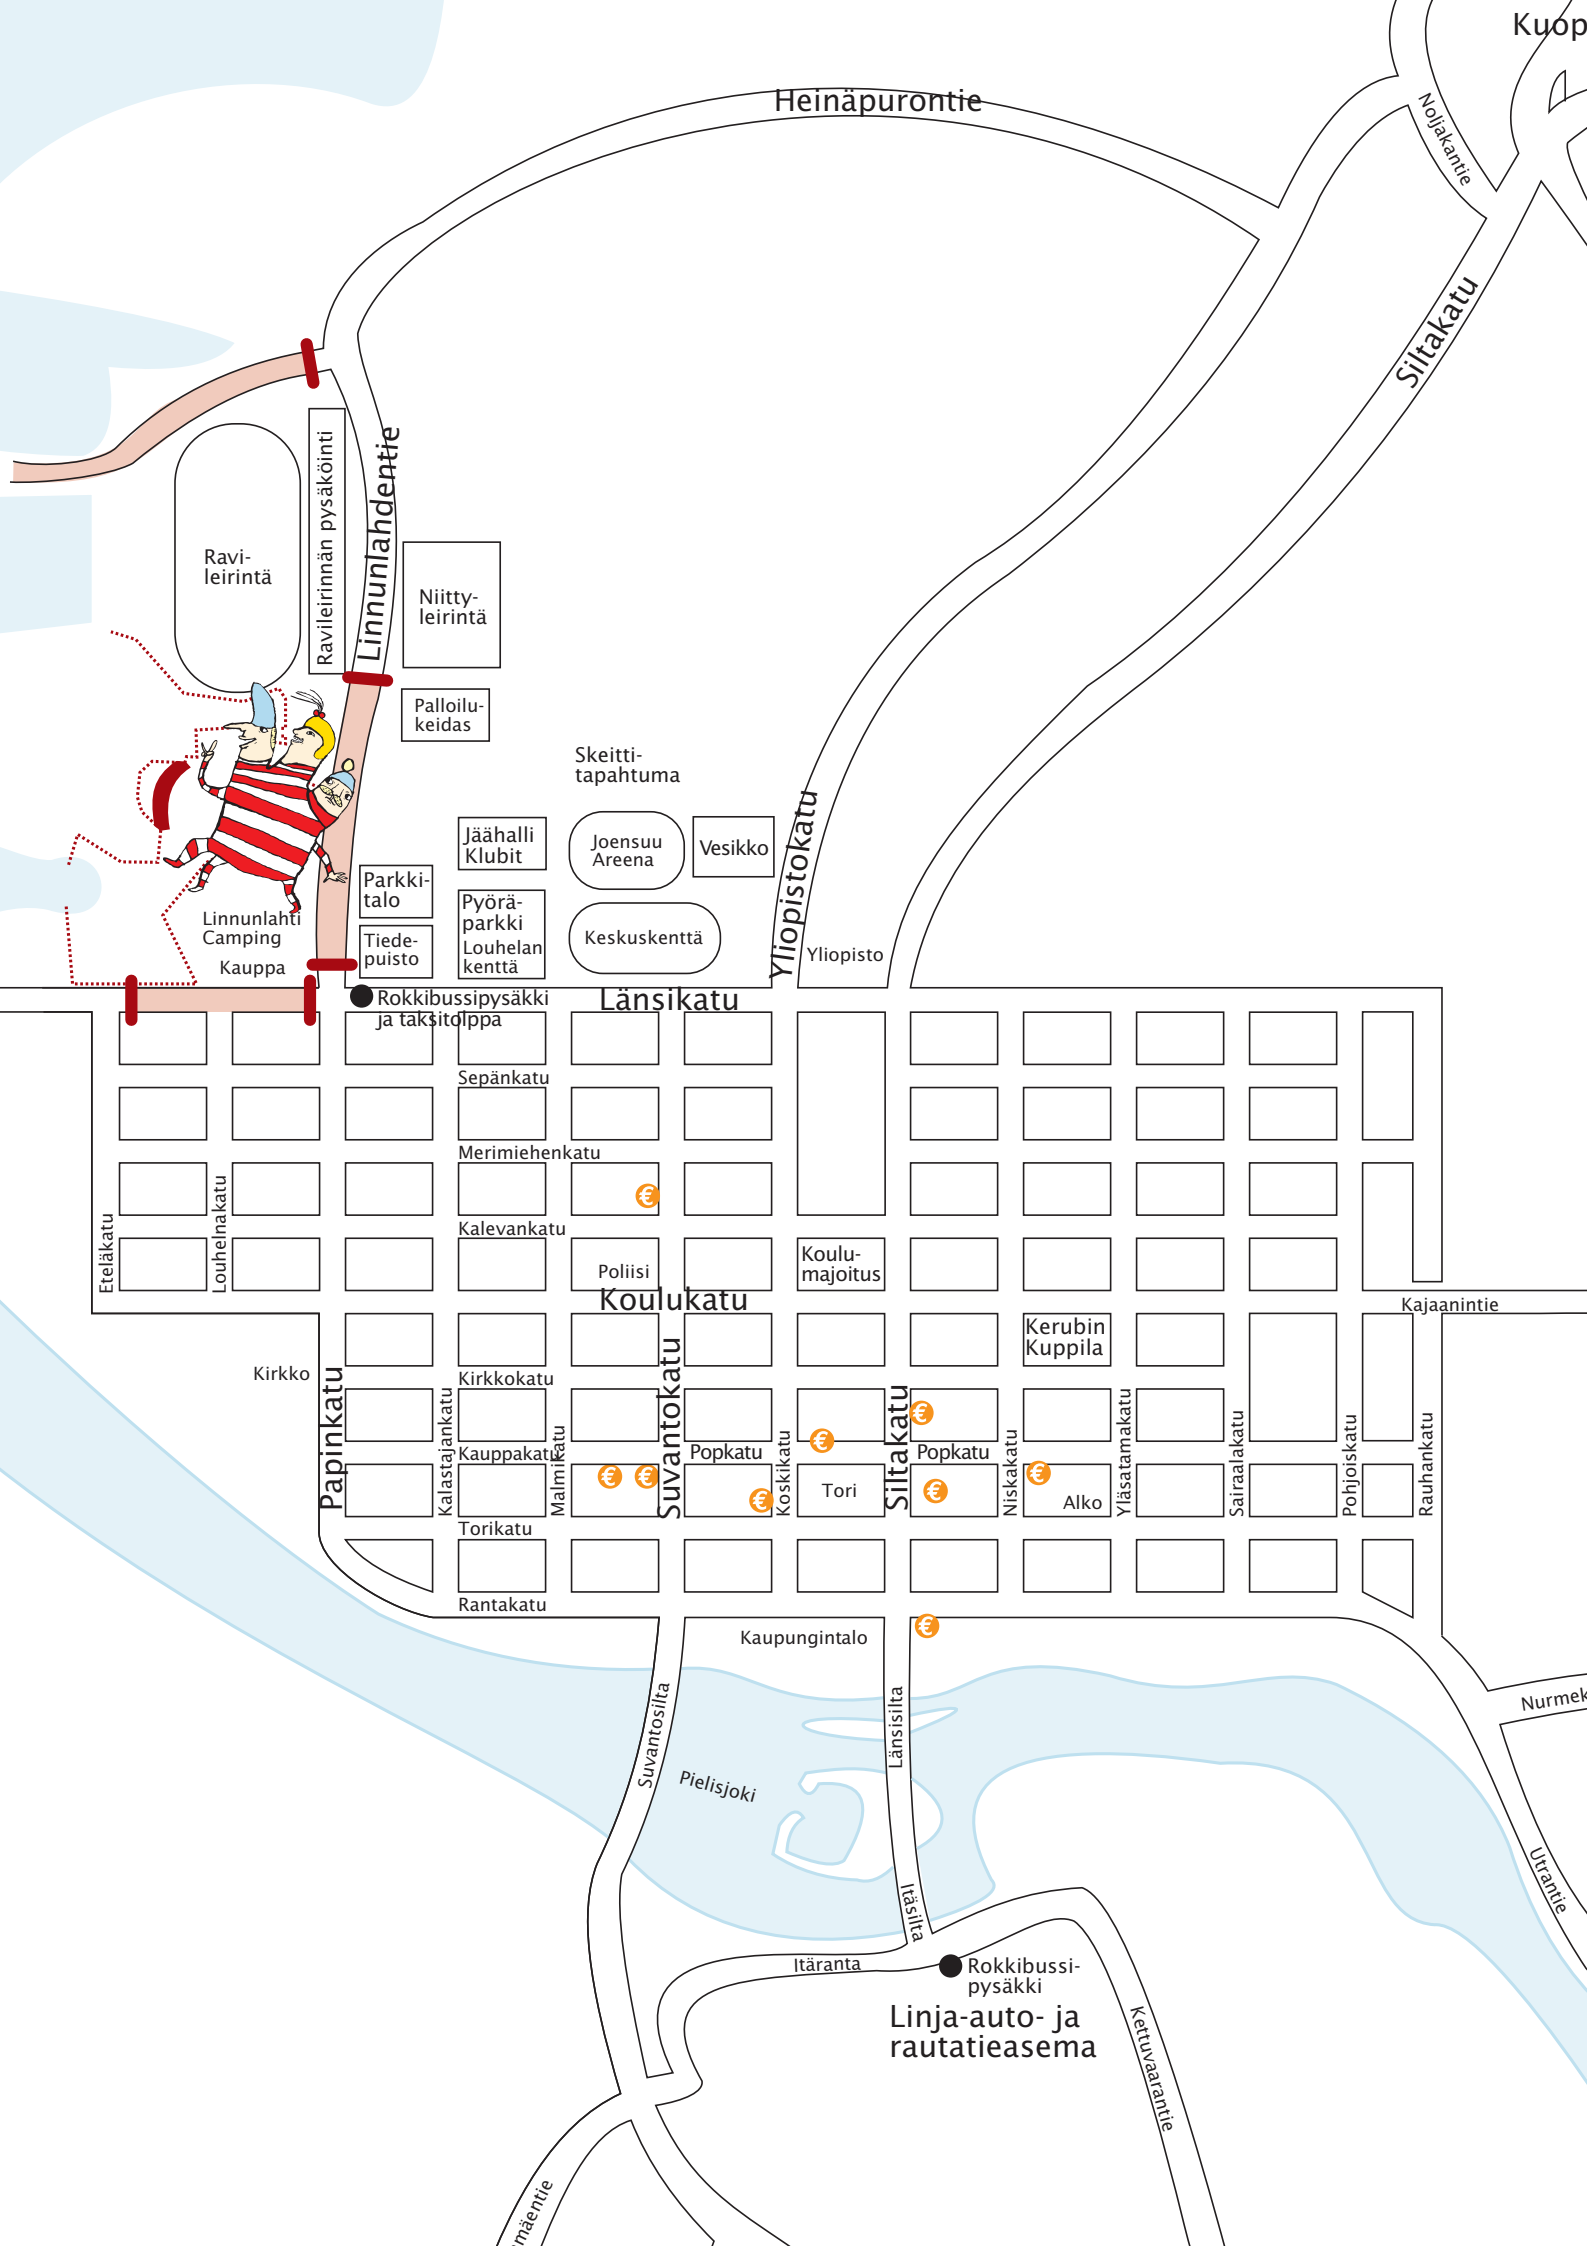 Kuop
Heinäpurontie
Noljakantie
Siltakatu
Linnunlahdentie
Ravileirinnän pysäköinti
Ravi-
leirintä
Niitty-
leirintä
Palloilu-
keidas
Skeitti-
tapahtuma
Jäähalli
Klubit
Joensuu
Areena
Vesikko
Yliopistokatu
Parkki-
talo
Pyörä-
parkki
Louhelan
kenttä
Linnunlahti
Camping
Kauppa
Tiede-
puisto
Keskuskenttä
Yliopisto
Rokkibussipysäkki
ja taksitolppa
Länsikatu
Sepänkatu
Merimiehenkatu
€
Eteläkatu
Louhelnakatu
Kalevankatu
Poliisi
Koulu-
majoitus
Koulukatu
Kajaanintie
Kerubin
Kuppila
Kirkko
Papinkatu
Kirkkokatu
Suvantokatu
Kalastajankatu
Malmikatu
Kauppakatu
€
€
Popkatu
€
Koskikatu
€
Tori
Siltakatu
€
Popkatu
€
Niskakatu
€
Alko
Yläsatamakatu
Sairaalakatu
Pohjoiskatu
Rauhankatu
Torikatu
Rantakatu
Kaupungintalo
€
Suvantosilta
Pielisjoki
Länsisilta
Nurmek
Utrantie
Itäsilta
Itäranta
Rokkibussi-
pysäkki
Linja-auto- ja
rautatieasema
Kettuvaarantie
mäentie